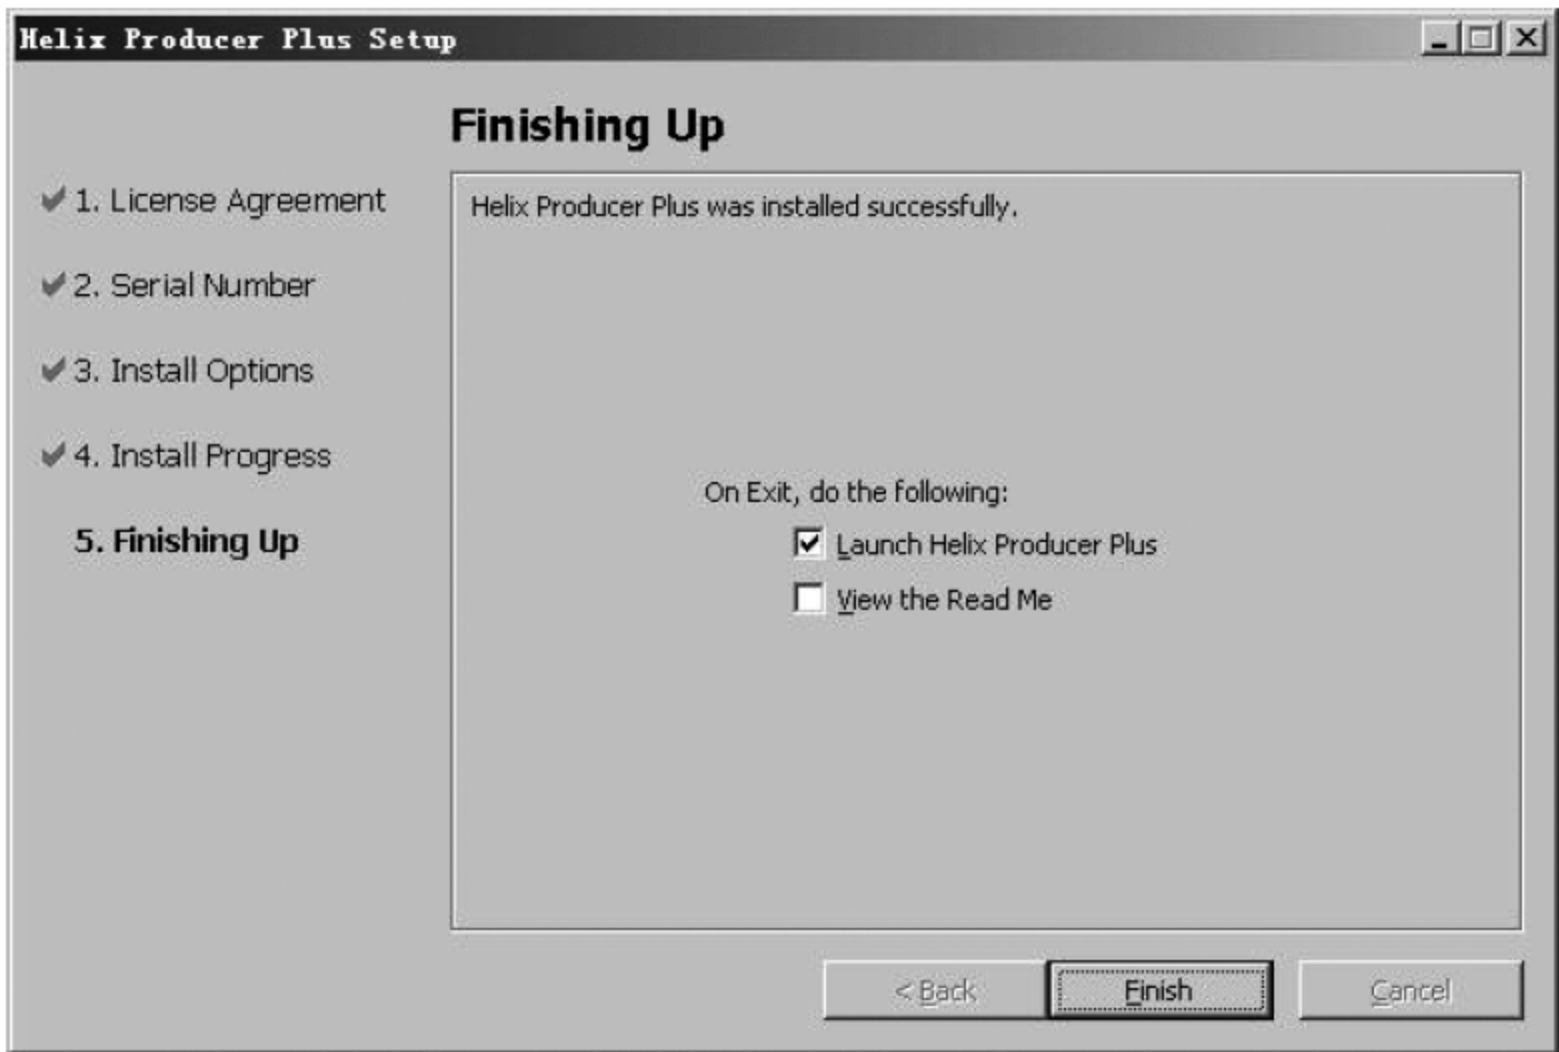 Helix Producer Plus Setup
Finishing Up
1. License Agreement
2. Serial Number
3. Install Options
4. Install Progress
5. Finishing Up
Helix Producer Plus was installed successfully.
On Exit, do the following:
Launch Helix Producer Plus
View the Read Me
< Back
Finish
Cancel